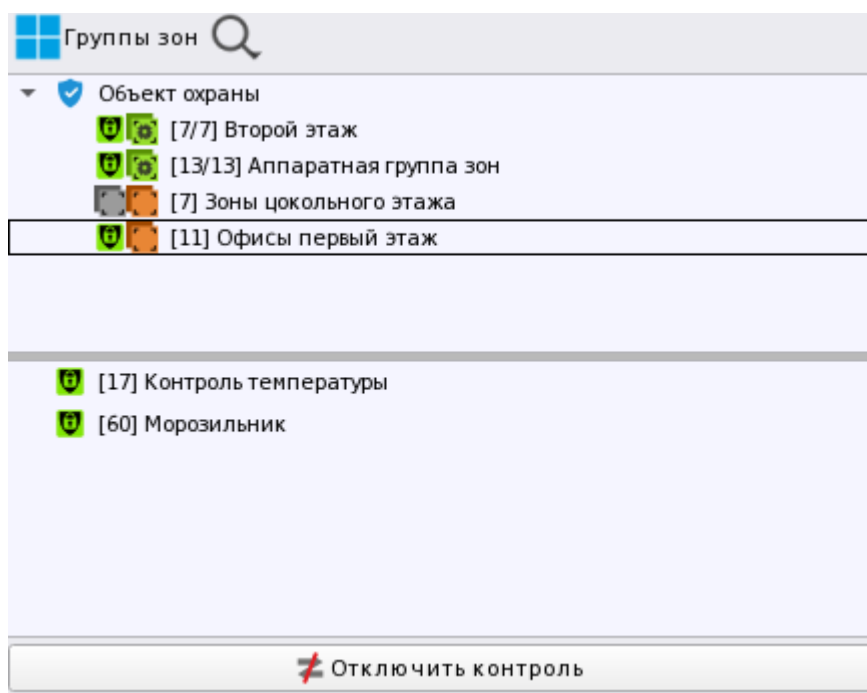 Группы зон
Объект охраны
[7/7] Второй этаж
[13/13] Аппаратная группа зон
[7] Зоны цокольного этажа
[11] Офисы первый этаж
[17] Контроль температуры
[60] Морозильник
Отключить контроль